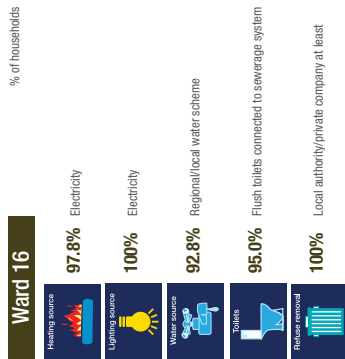 Ward 16
% of households
Heating source
97.8% Electricity
Lighting source
100% Electricity
Water source
92.8% Regional/local water scheme
Toilets
95.0% Flush toilets connected to sewerage system
Refuse removal
100% Local authority/private company at least